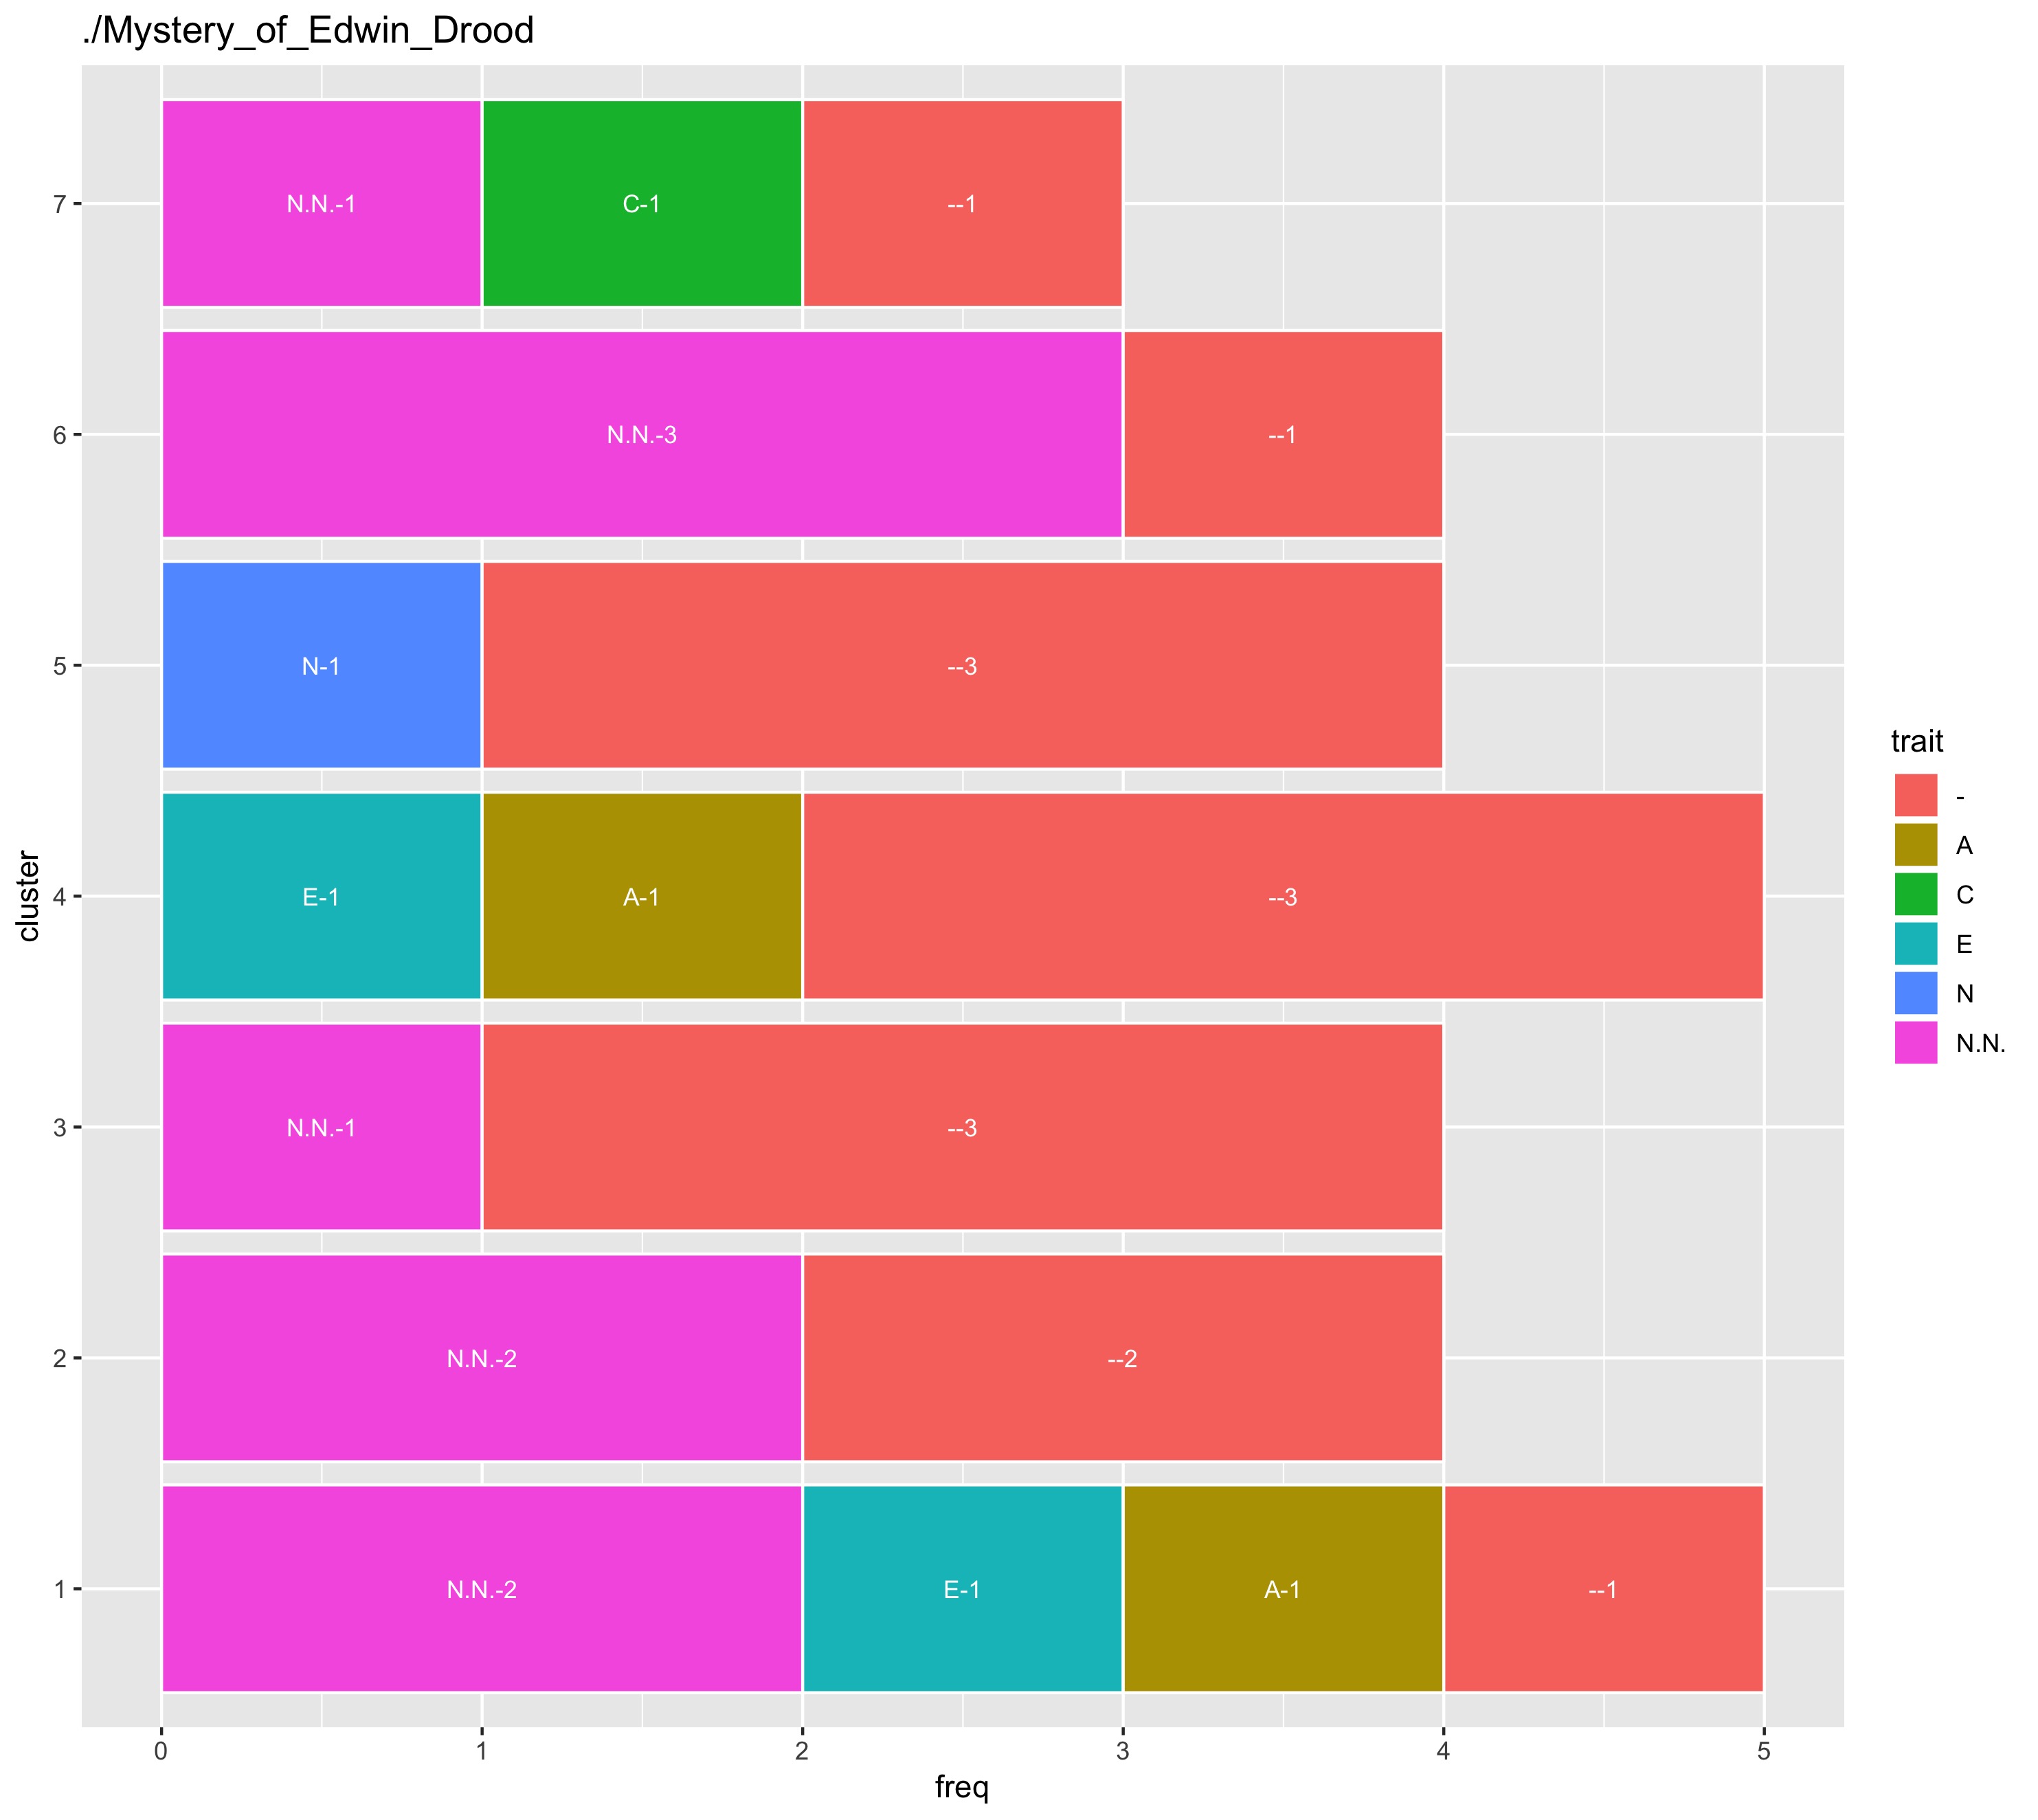 ./Mystery_of_Edwin_Drood
7
N.N.-1
C-1
--1
6
N.N.-3
--1
5
N-1
--3
4
E-1
A-1
--3
3
N.N.-1
--3
2
N.N.-2
--2
1
N.N.-2
E-1
A-1
--1
0
1
2
3
4
5
freq
cluster
trait
-
A
C
E
N
N.N.